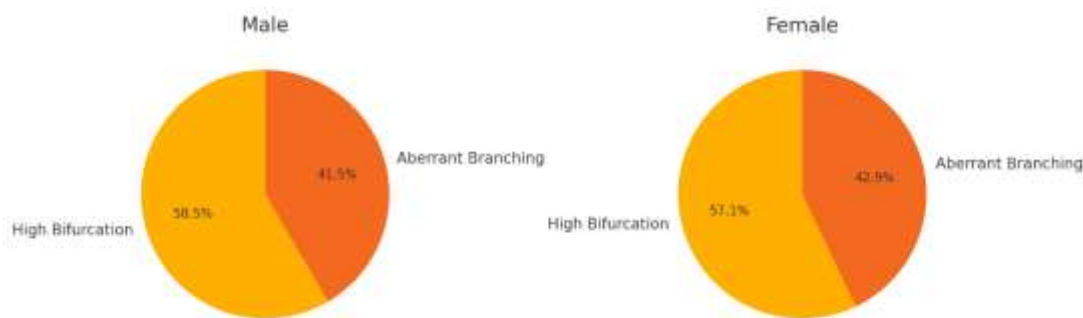 Male
Female
41.5%
Aberrant Branching
58.5%
High Bifurcation
42.9%
Aberrant Branching
57.1%
High Bifurcation